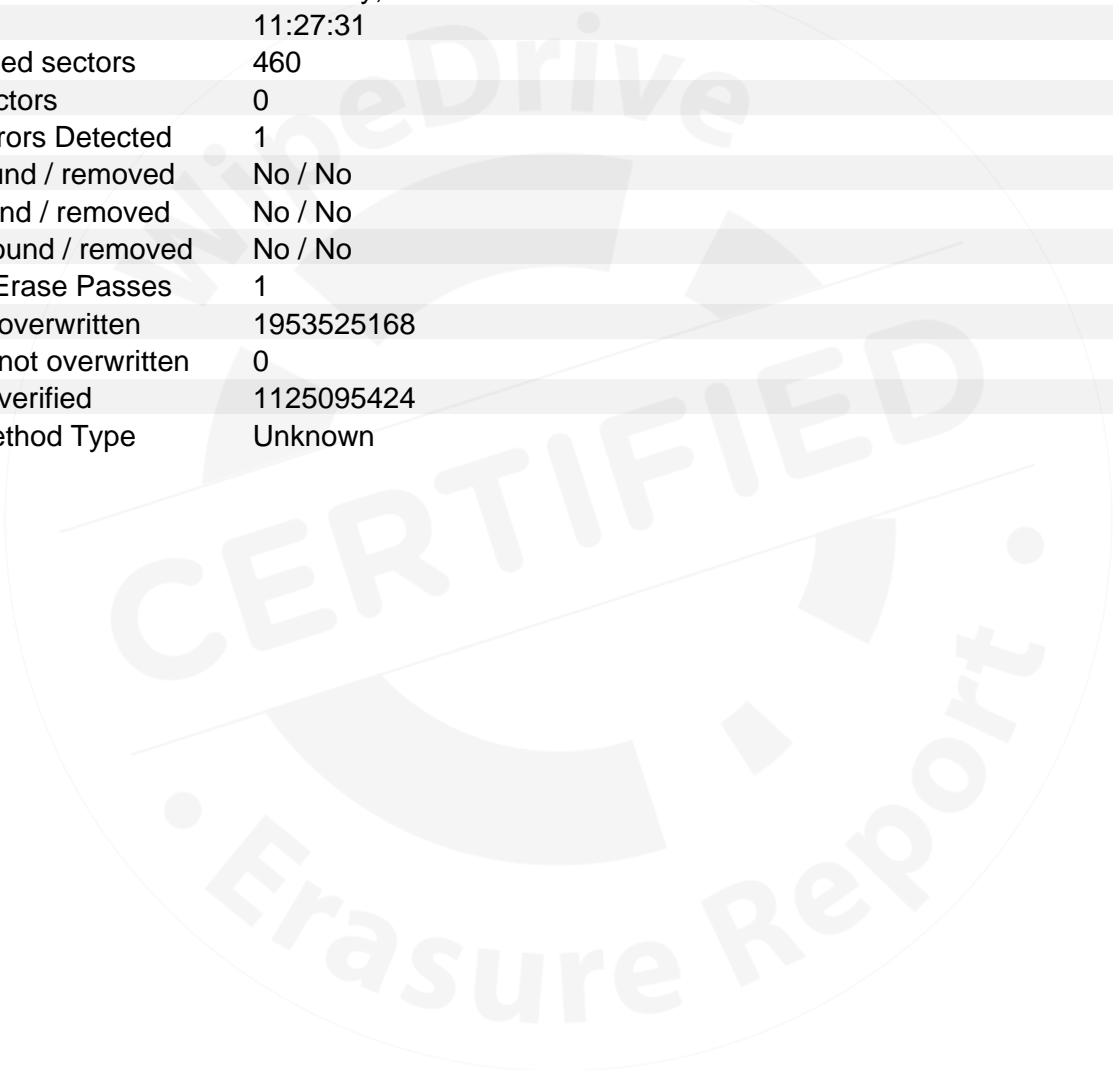 11:27:31
ed sectors 460
ctors 0
rors Detected 1
und / removed No / No
nd / removed No / No
ound / removed No / No
Erase Passes 1
overwritten 1953525168
not overwritten 0
verified 1125095424
ethod Type Unknown
WipeDrive
CERTIFIED
• Erasure Report •